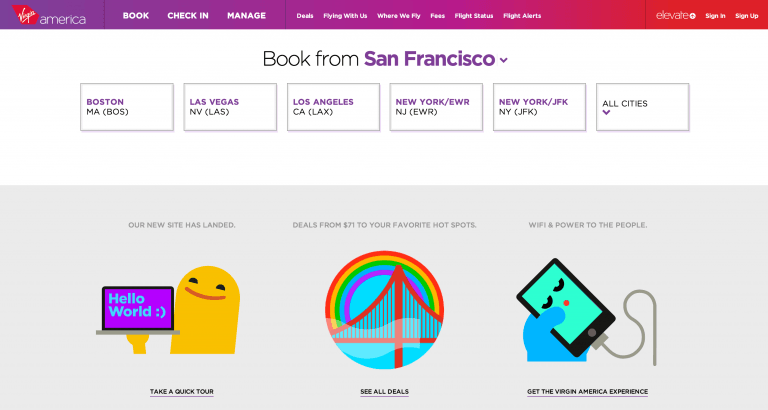 Virgin america
BOOK CHECK IN MANAGE Deals Flying With Us Where We Fly Fees Flight Status Flight Alerts elevate Sign In Sign Up
Book from San Francisco
BOSTON
MA (BOS)
LAS VEGAS
NV (LAS)
LOS ANGELES
CA (LAX)
NEW YORK/EWR
NJ (EWR)
NEW YORK/JFK
NY (JFK)
ALL CITIES
OUR NEW SITE HAS LANDED.
DEALS FROM $71 TO YOUR FAVORITE HOT SPOTS.
WIFI & POWER TO THE PEOPLE.
Hello
World :)
TAKE A QUICK TOUR
SEE ALL DEALS
GET THE VIRGIN AMERICA EXPERIENCE